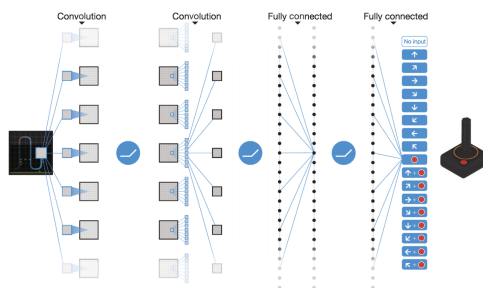 Convolution
Convolution
Fully connected
Fully connected
No input
+
+
+
+
+
+
+
+